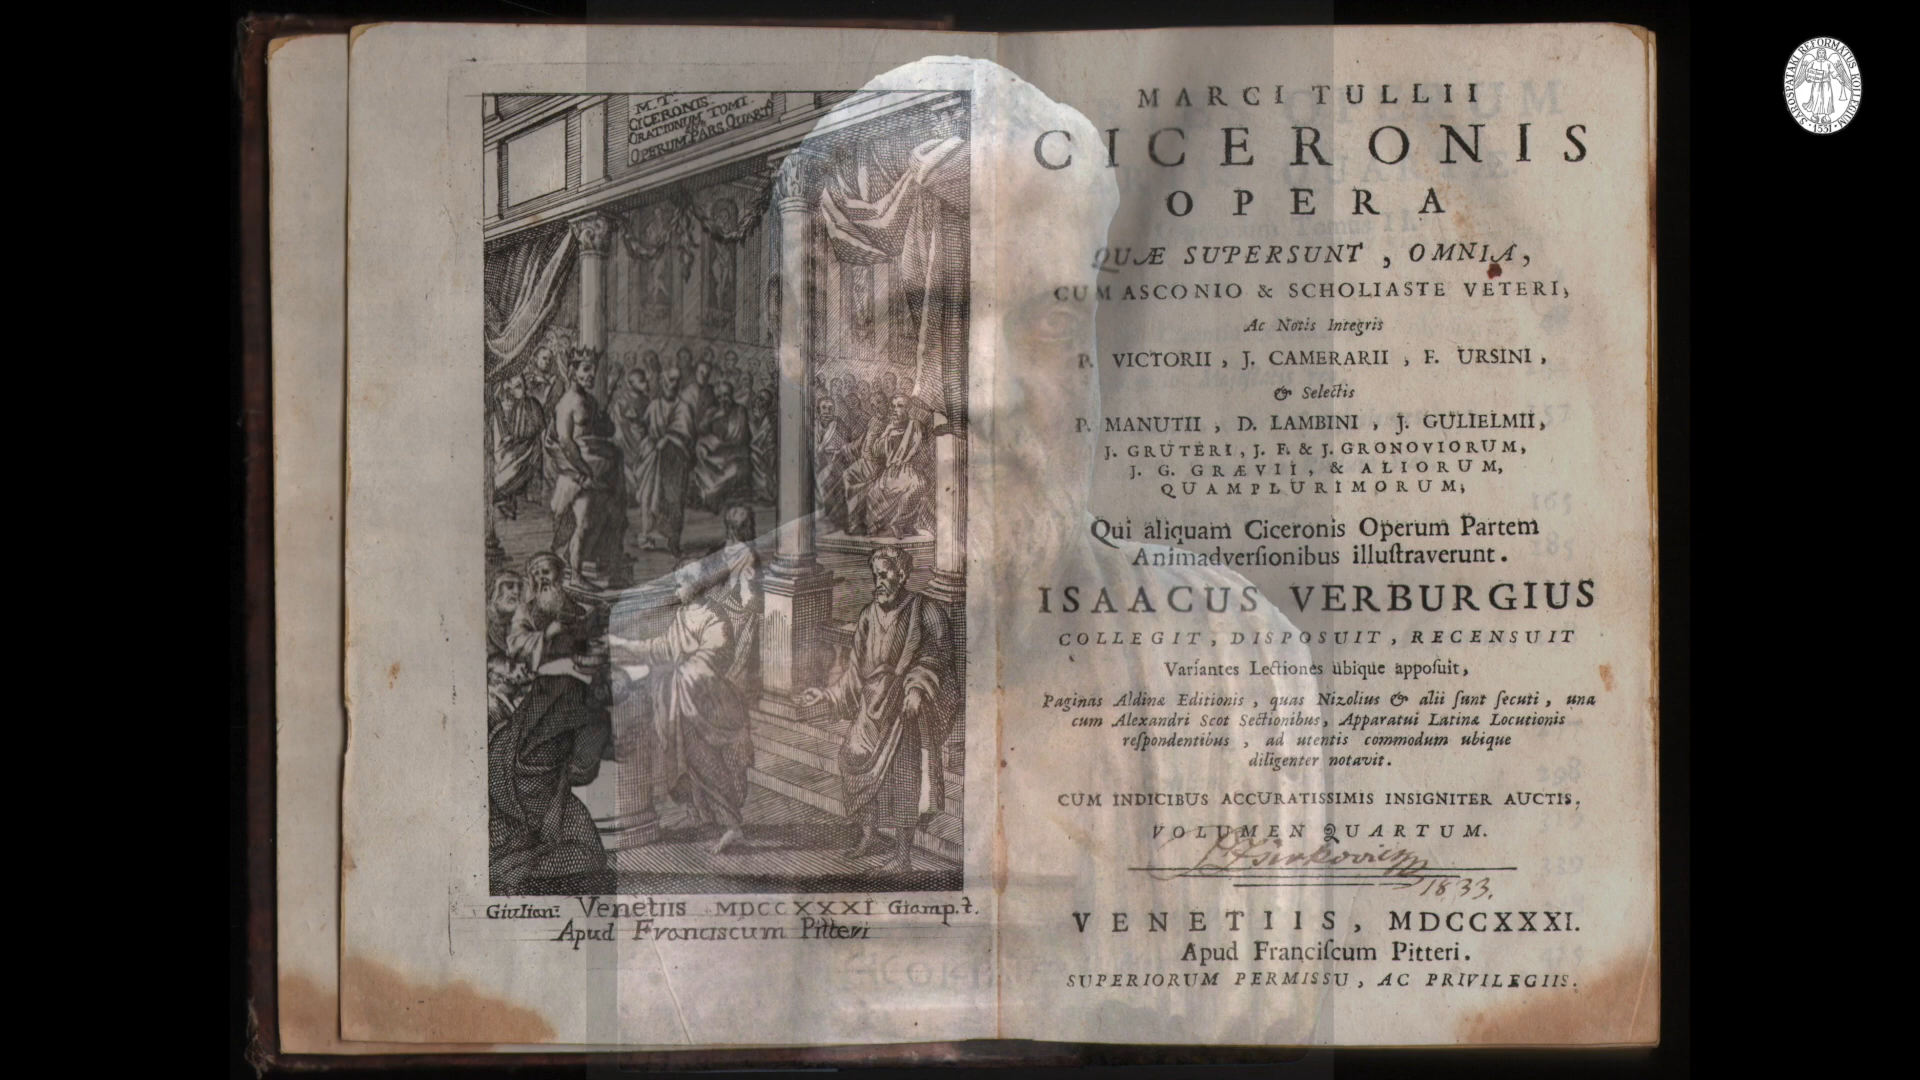 M. T.
CICERONIS
ORATIONUM TOMI.
OPERUM PARS QUARTA
Giulian: Venetiis MDCCXXXI Giamp. f.
Apud Franciscum Pitteri
MARCI TULLII
CICERONIS
OPERA
QUÆ SUPERSUNT, OMNIA,
CUM ASCONIO & SCHOLIASTE VETERI,
Ac Notis Integris
P. VICTORII, J. CAMERARII, F. URSINI,
& Selectis
P. MANUTII, D. LAMBINI, J. GULIELMII,
J. GRUTERI, J. F. & J. GRONOVIORUM,
J. G. GRÆVII, & ALIORUM,
QUAMPLURIMORUM,
Qui aliquam Ciceronis Operum Partem
Animadverſionibus illuſtraverunt.
ISAACUS VERBURGIUS
COLLEGIT, DISPOSUIT, RECENSUIT
Variantes Lectiones ubique appoſuit,
Paginas Aldinæ Editionis, quas Nizolius & alii ſunt ſecuti, una
cum Alexandri Scot Sectionibus, Apparatui Latinæ Locutionis
reſpondentibus, ad utentis commodum ubique
diligenter notavit.
CUM INDICIBUS ACCURATISSIMIS INSIGNITER AUCTIS.
VOLUMEN QUARTUM.
1833.
VENETIIS, MDCCXXXI.
Apud Franciſcum Pitteri.
SUPERIORUM PERMISSU, AC PRIVILEGIIS.
SÁROSPATAKI REFORMÁTUS KOLLÉGIUM
·1531·